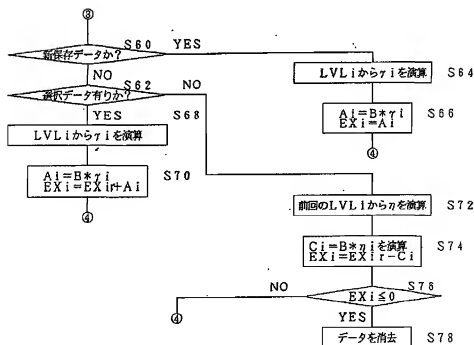 ③
新保存データか？ S60 YES
NO
LVLiからγiを演算 S64
Ai=B*γi
EXi=Ai S66
④
選択データ有りか？ S62 NO
YES
LVLiからγiを演算 S68
Ai=B*γi
EXi=EXir+Ai S70
④
前回のLVLiからηを演算 S72
Ci=B*ηiを演算
EXi=EXir-Ci S74
EXi≦0 S76
NO
④
YES
データを消去 S78